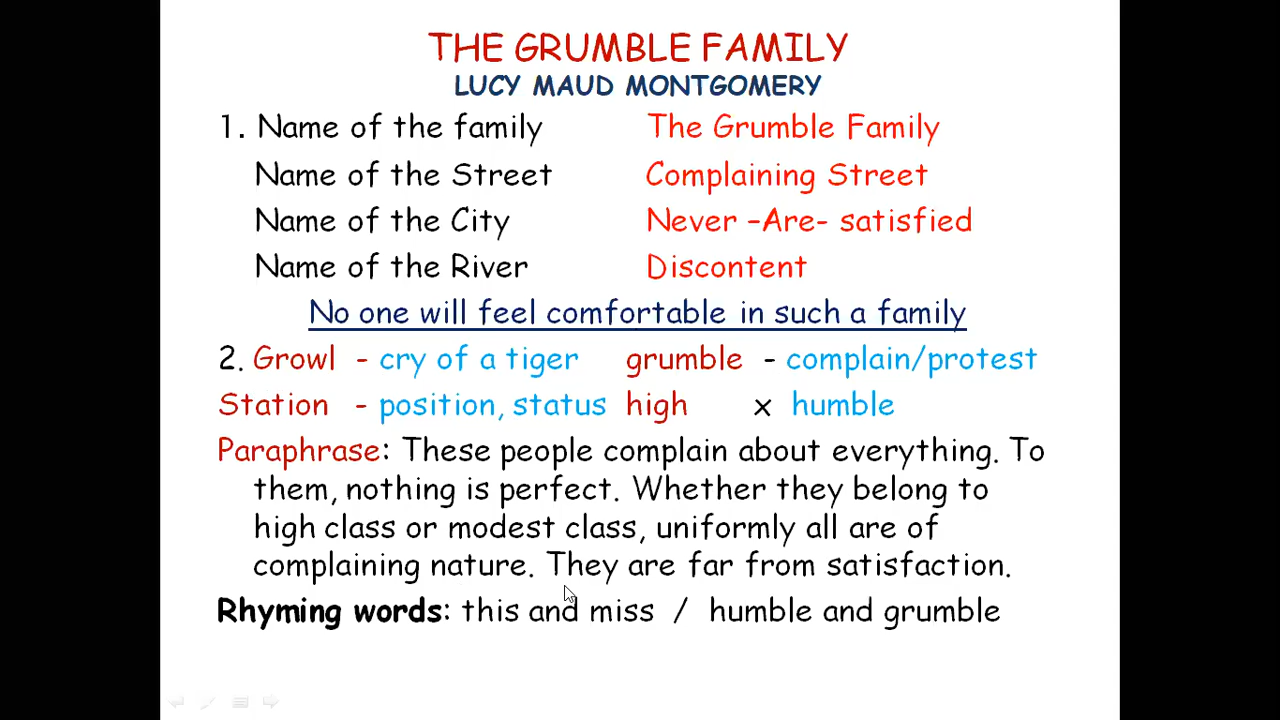 THE GRUMBLE FAMILY
LUCY MAUD MONTGOMERY
1. Name of the family The Grumble Family
Name of the Street Complaining Street
Name of the City Never –Are- satisfied
Name of the River Discontent
No one will feel comfortable in such a family
2. Growl - cry of a tiger grumble - complain/protest
Station - position, status high x humble
Paraphrase: These people complain about everything. To
them, nothing is perfect. Whether they belong to
high class or modest class, uniformly all are of
complaining nature. They are far from satisfaction.
Rhyming words: this and miss / humble and grumble